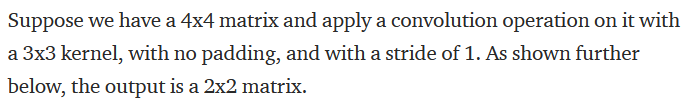 Suppose we have a 4x4 matrix and apply a convolution operation on it with
a 3x3 kernel, with no padding, and with a stride of 1. As shown further
below, the output is a 2x2 matrix.